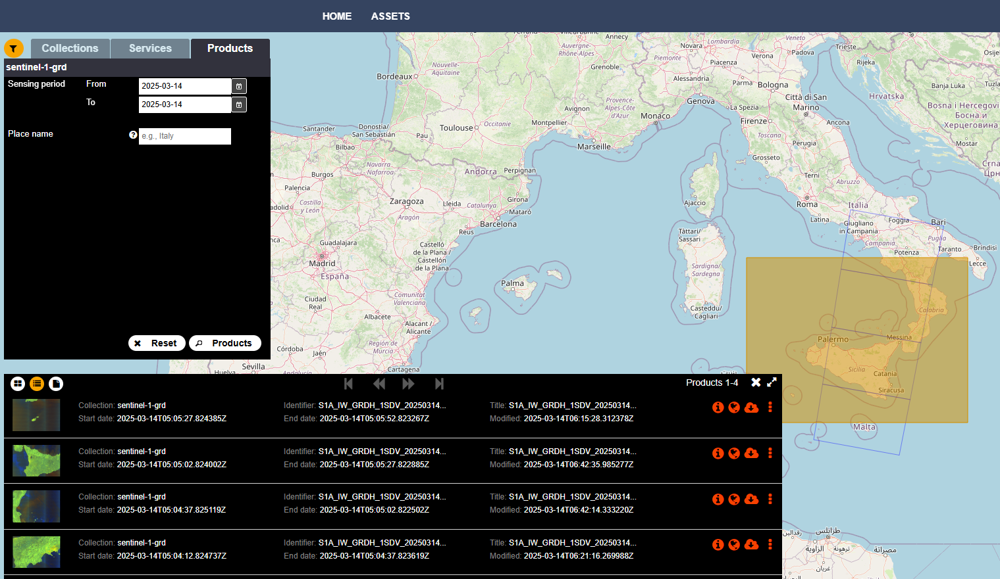 HOME ASSETS
Collections Services Products
sentinel-1-grd
Sensing period From 2025-03-14
To 2025-03-14
Place name e.g., Italy
Reset Products
Products 1-4
Collection: sentinel-1-grd Identifier: S1A_IW_GRDH_1SDV_20250314... Title: S1A_IW_GRDH_1SDV_20250314...
Start date: 2025-03-14T05:05:27.824385Z End date: 2025-03-14T05:05:52.823267Z Modified: 2025-03-14T06:15:28.312378Z
Collection: sentinel-1-grd Identifier: S1A_IW_GRDH_1SDV_20250314... Title: S1A_IW_GRDH_1SDV_20250314...
Start date: 2025-03-14T05:05:02.824002Z End date: 2025-03-14T05:05:27.822885Z Modified: 2025-03-14T06:42:35.985277Z
Collection: sentinel-1-grd Identifier: S1A_IW_GRDH_1SDV_20250314... Title: S1A_IW_GRDH_1SDV_20250314...
Start date: 2025-03-14T05:04:37.825119Z End date: 2025-03-14T05:05:02.822502Z Modified: 2025-03-14T06:42:14.333220Z
Collection: sentinel-1-grd Identifier: S1A_IW_GRDH_1SDV_20250314... Title: S1A_IW_GRDH_1SDV_20250314...
Start date: 2025-03-14T05:04:12.824737Z End date: 2025-03-14T05:04:37.823619Z Modified: 2025-03-14T06:21:16.269988Z
Annecy
Auvergne-
Rhône-Alpes
Novara
Lombardia
Veneto
Padova
Trieste
Rijeka
Osijek
Piemonte
Piacenza
Verona
Grenoble
Nouvelle-
Aquitaine
Bordeaux
Alessandria
Parma
Bologna
Banja Luka
Tuzla
Genova
La Spezia
Città di San
Marino
Hrvatska
Bosna i Hercegovina
Босна и
Херцеговина
Provence-
Alpes-Côte
d'Azur
Avignon
Monaco
Firenze
Ancona
Mostar
Santander
Donostia/
San Sebastián
Pau
Toulouse
Occitanie
Montpellier
Marseille
Toscana
Perugia
Bilbao
Grosseto
Navarra
Nafarroa
Andorra
Perpignan
Burgos
Terni
Abruzzo
Palencia
Castilla
y León
Zaragoza
Lleida
Catalunya
Girona
Mataró
Ajaccio
Roma
Italia
Aragón
Barcelona
Latina
Giugliano
in Campania
Foggia
Bari
Reus
Tàttari/
Sassari
Campania
Puglia
Guadalajara
Castelló
de la Plana /
Castellón
de la Plana
Potenza
Taranto
Brindisi
Lecce
Madrid
España
Palma
Sardigna/
Sardegna
Comunitat
Valenciana
Ciudad
Real
Albacete
Casteddu/
Cagliari
Calabria
Alacant /
Alicante
Palermo
Messina
Región de
Murcia
Córdoba
Jaén
Sevilla
Huelva
Cartagena
Sicilia
Catania
Siracusa
Malta
طرابلس
الزاوية
ترهونة
مصراتة
غريان